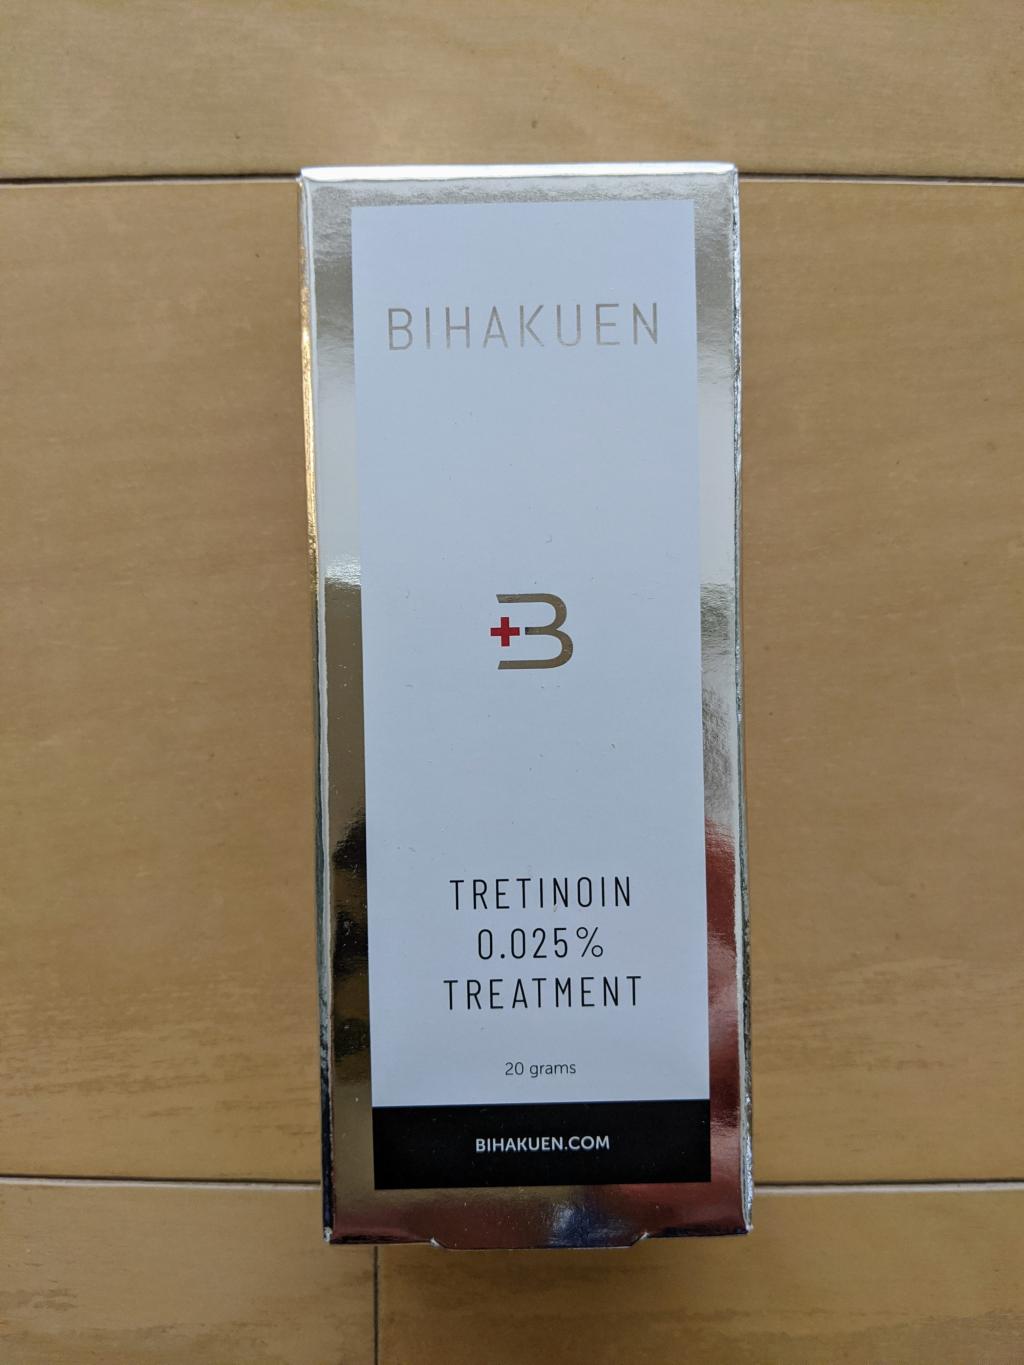 BIHAKUEN
B
TRETINOIN
0.025%
TREATMENT
20 grams
BIHAKUEN.COM